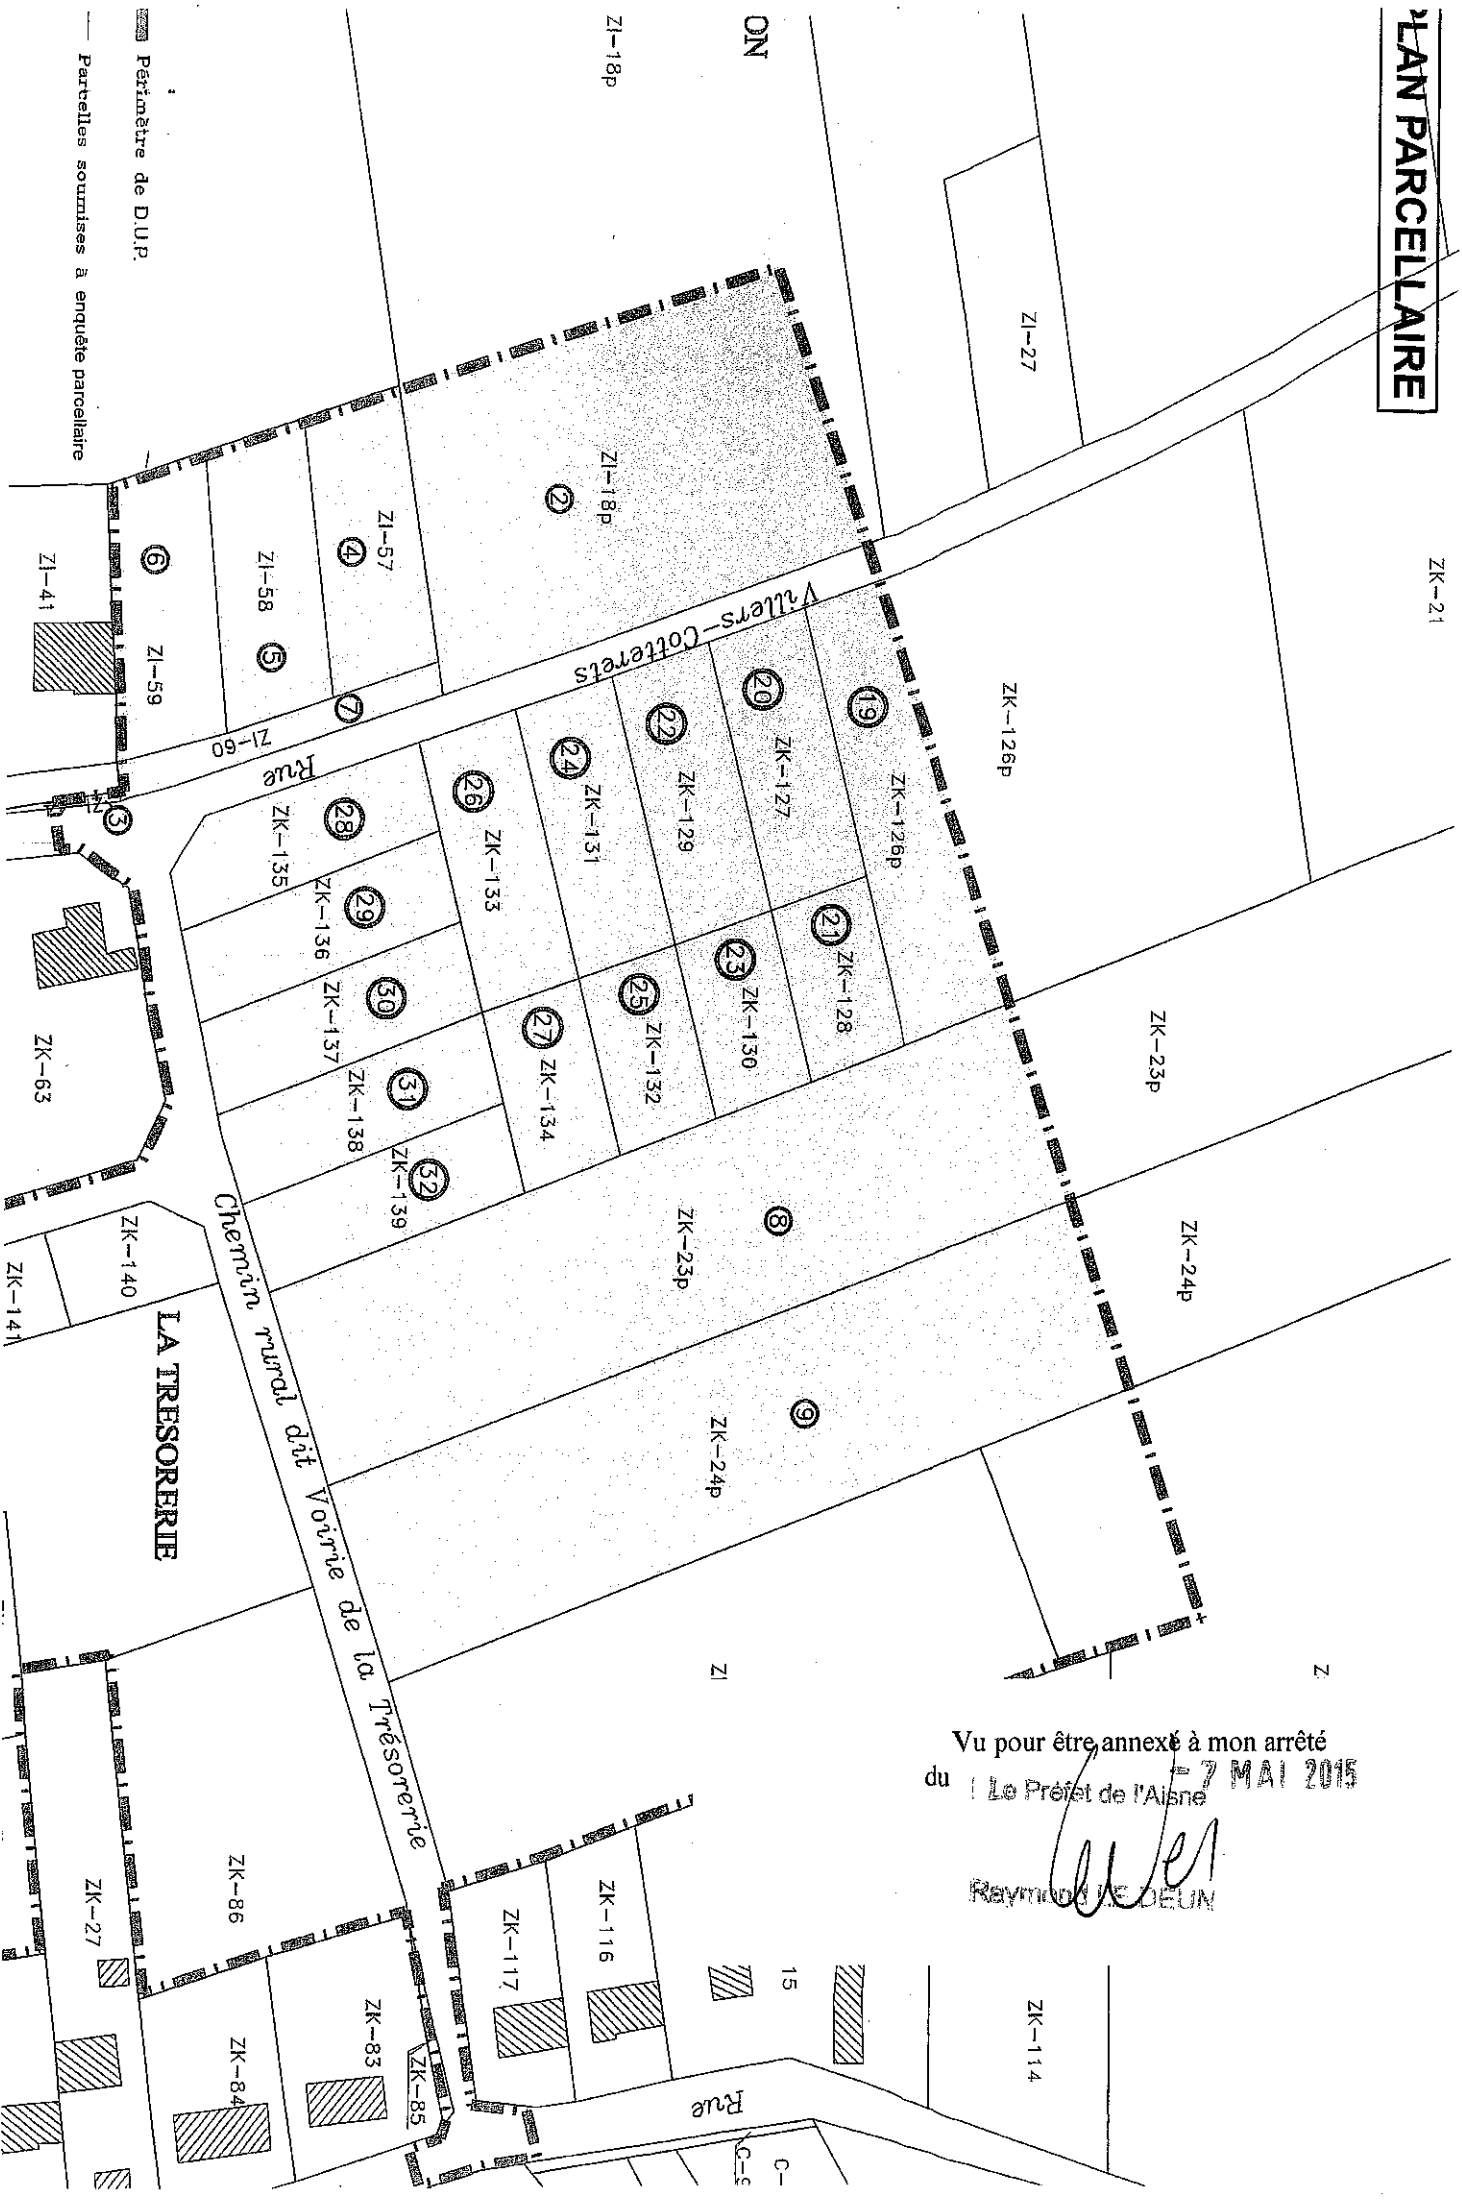 PLAN PARCELLAIRE
ZK-21
ZI-27
ON
ZI-18p
Périmètre de D.U.P.
Parcelles soumises à enquête parcellaire
ZI-18p
2
ZI-57
4
ZI-58
5
6
ZI-59
ZI-41
7
ZI-60
3
Rue
Villers-Cotterets
ZK-126p
19
ZK-126p
20
ZK-127
21
ZK-128
22
ZK-129
23
ZK-130
24
ZK-131
25
ZK-132
26
ZK-133
27
ZK-134
28
ZK-135
29
ZK-136
30
ZK-137
31
ZK-138
32
ZK-139
ZK-63
ZK-23p
8
ZK-23p
ZK-24p
9
ZK-24p
Chemin rural dit Voirie de la Trésorerie
ZK-140
ZK-141
LA TRESORERIE
Vu pour être annexé à mon arrêté
du - 7 MAI 2015
Le Préfet de l'Aisne
Raymond LE DEUN
ZK-86
ZK-27
ZK-84
ZK-83
ZK-85
ZK-117
ZK-116
15
ZK-114
Rue
C-